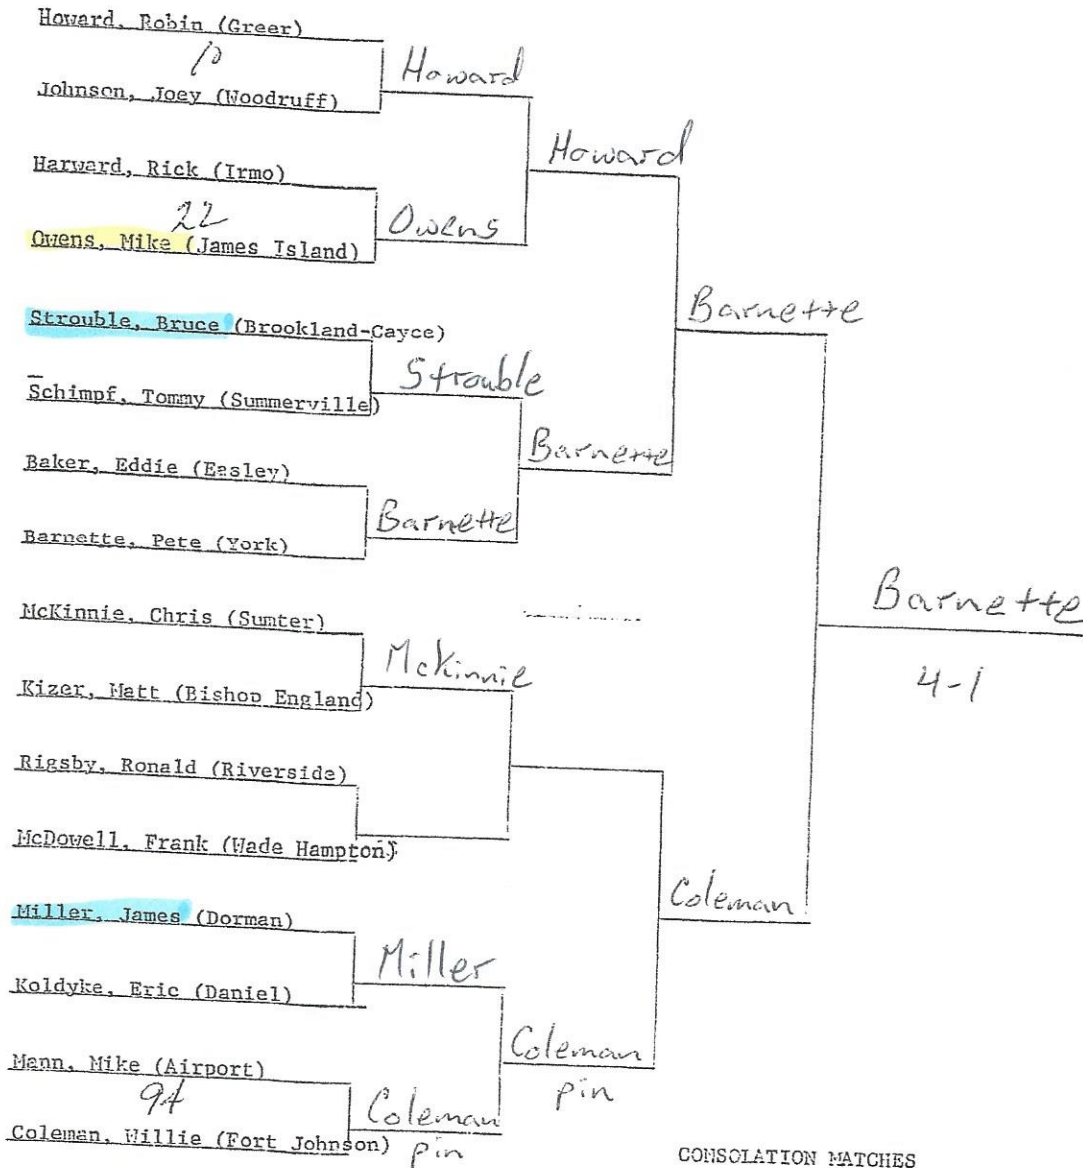 Howard, Robin (Greer)
p
Howard
Johnson, Joey (Woodruff)
Howard
Harward, Rick (Irmo)
22
Owens
Owens, Mike (James Island)
Barnette
Strouble, Bruce (Brookland-Cayce)
Strouble
Schimpf, Tommy (Summerville)
Barnette
Baker, Eddie (Easley)
Barnette
Barnette, Pete (York)
Barnette
4-1
McKinnie, Chris (Sumter)
McKinnie
Kizer, Matt (Bishop England)
Rigsby, Ronald (Riverside)
McDowell, Frank (Wade Hampton)
Coleman
Miller, James (Dorman)
Miller
Koldyke, Eric (Daniel)
Coleman
pin
Mann, Mike (Airport)
Coleman
pin
Coleman, Willie (Fort Johnson)
CONSOLATION MATCHES